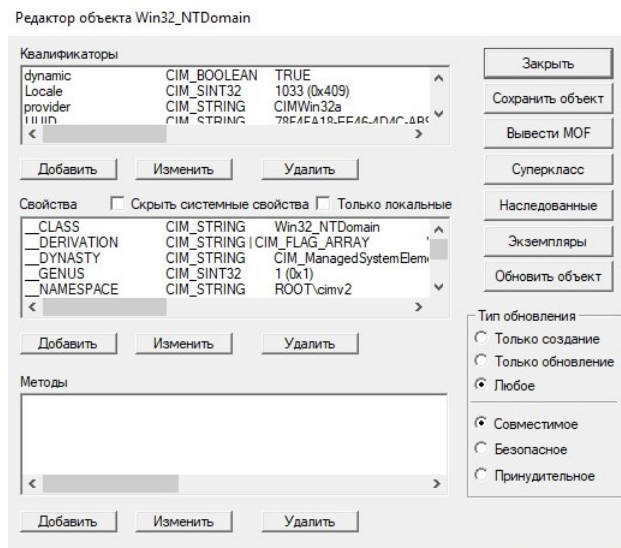 Редактор объекта Win32_NTDomain
Квалификаторы
dynamic CIM_BOOLEAN TRUE
Locale CIM_SINT32 1033 (0x409)
provider CIM_STRING CIMWin32a
UUID CIM_STRING
Добавить Изменить Удалить
Свойства Скрыть системные свойства Только локальные
__CLASS CIM_STRING Win32_NTDomain
__DERIVATION CIM_STRING | CIM_FLAG_ARRAY
__DYNASTY CIM_STRING CIM_ManagedSystemElem
__GENUS CIM_SINT32 1 (0x1)
__NAMESPACE CIM_STRING ROOT\cimv2
Добавить Изменить Удалить
Методы
Добавить Изменить Удалить
Закрыть
Сохранить объект
Вывести MOF
Суперкласс
Наследованные
Экземпляры
Обновить объект
Тип обновления
Только создание
Только обновление
Любое
Совместимое
Безопасное
Принудительное